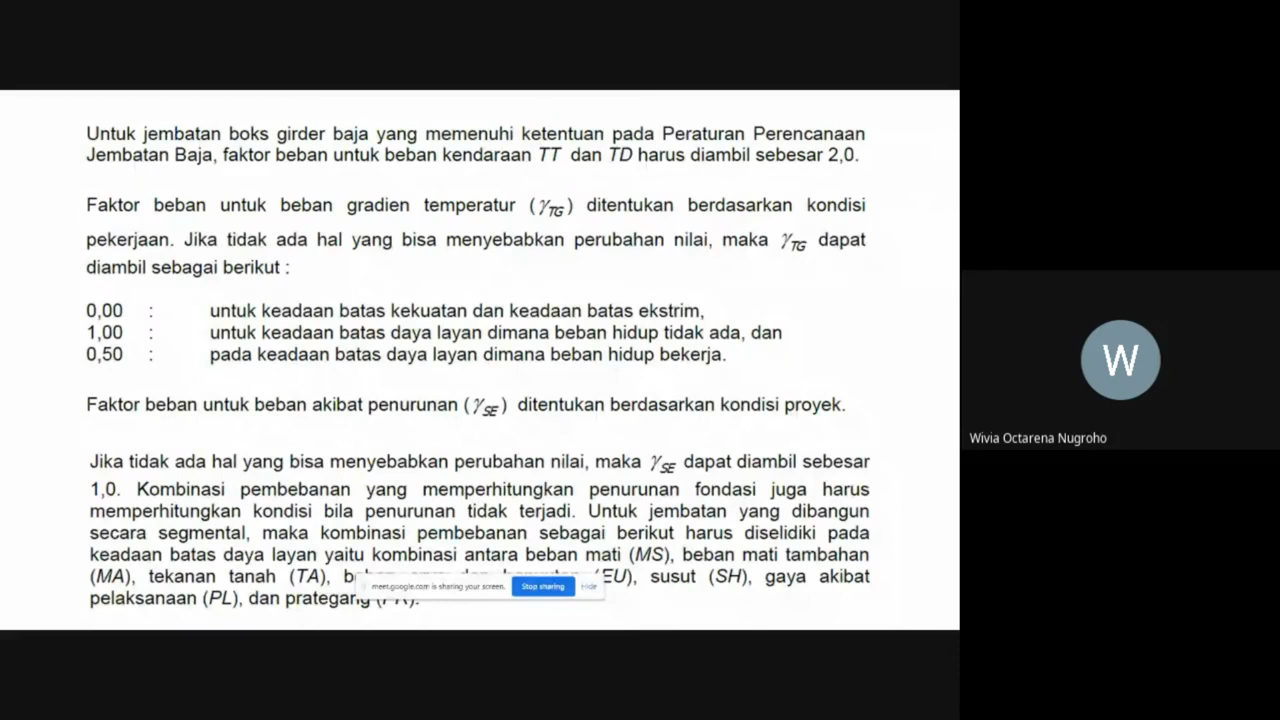 Untuk jembatan boks girder baja yang memenuhi ketentuan pada Peraturan Perencanaan
Jembatan Baja, faktor beban untuk beban kendaraan TT dan TD harus diambil sebesar 2,0.
Faktor beban untuk beban gradien temperatur (γTG) ditentukan berdasarkan kondisi
pekerjaan. Jika tidak ada hal yang bisa menyebabkan perubahan nilai, maka γTG dapat
diambil sebagai berikut :
0,00 : untuk keadaan batas kekuatan dan keadaan batas ekstrim,
1,00 : untuk keadaan batas daya layan dimana beban hidup tidak ada, dan
0,50 : pada keadaan batas daya layan dimana beban hidup bekerja.
Faktor beban untuk beban akibat penurunan (γSE) ditentukan berdasarkan kondisi proyek.
Jika tidak ada hal yang bisa menyebabkan perubahan nilai, maka γSE dapat diambil sebesar
1,0. Kombinasi pembebanan yang memperhitungkan penurunan fondasi juga harus
memperhitungkan kondisi bila penurunan tidak terjadi. Untuk jembatan yang dibangun
secara segmental, maka kombinasi pembebanan sebagai berikut harus diselidiki pada
keadaan batas daya layan yaitu kombinasi antara beban mati (MS), beban mati tambahan
(MA), tekanan tanah (TA), EU), susut (SH), gaya akibat
pelaksanaan (PL), dan prategang
meet.google.com is sharing your screen. Stop sharing Hide
W
Wivia Octarena Nugroho